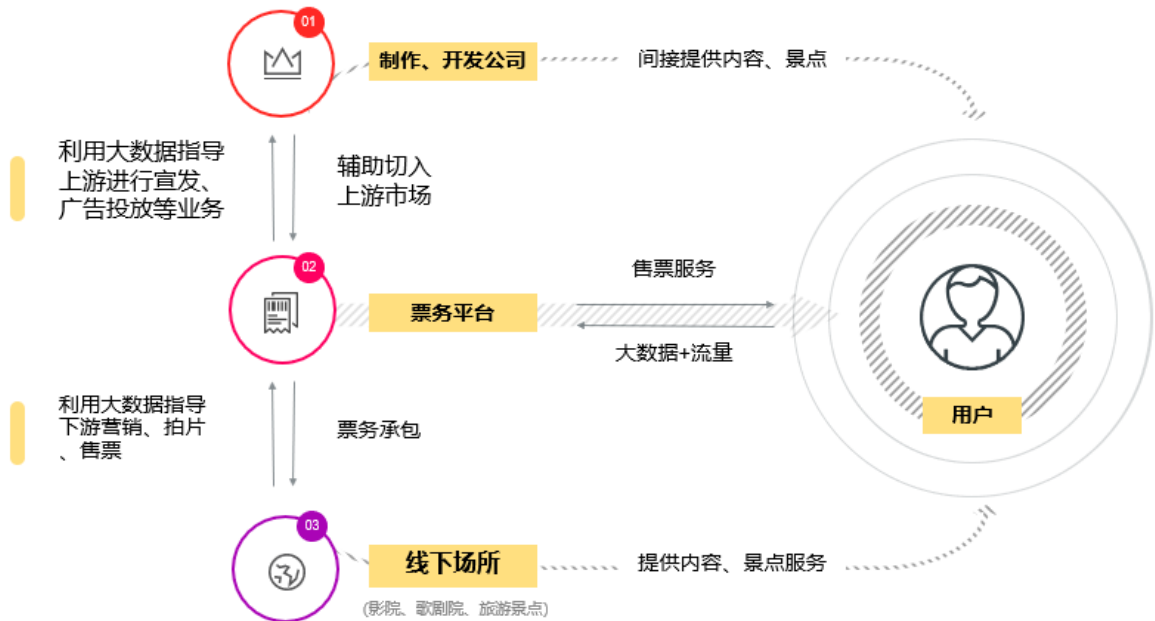 01
制作、开发公司
间接提供内容、景点
利用大数据指导
上游进行宣发、
广告投放等业务
辅助切入
上游市场
02
票务平台
售票服务
大数据+流量
用户
利用大数据指导
下游营销、拍片
、售票
票务承包
03
线下场所
(影院、歌剧院、旅游景点)
提供内容、景点服务